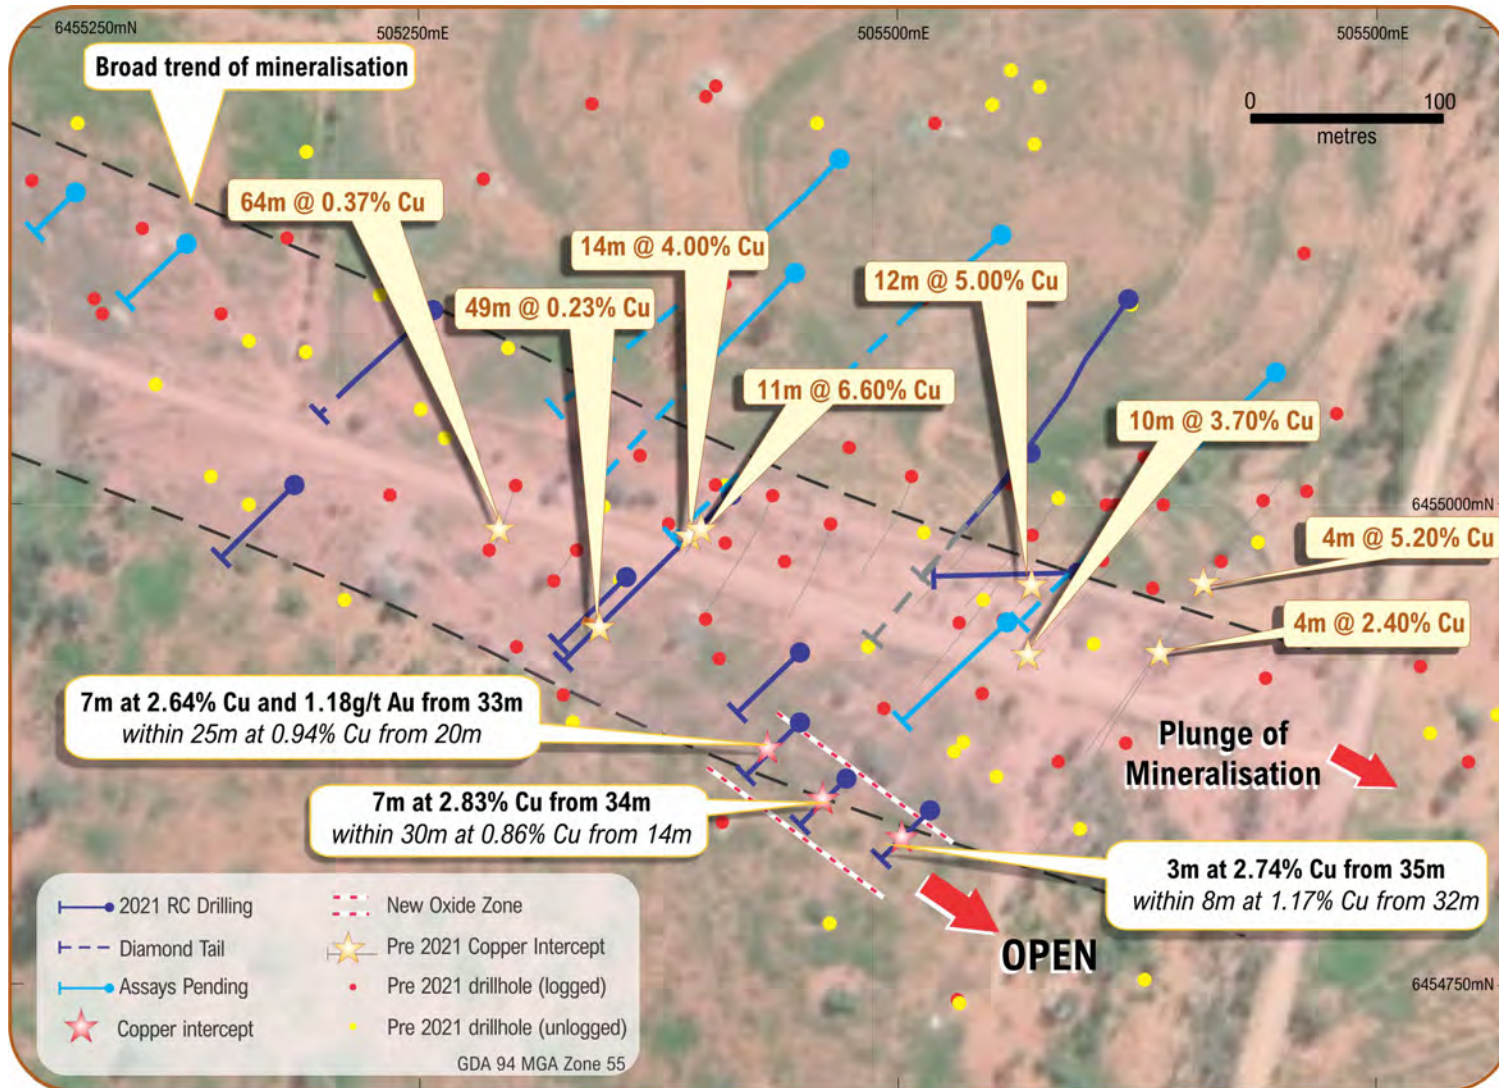 6455250mN
505250mE
505500mE
505500mE
Broad trend of mineralisation
0 100
metres
64m @ 0.37% Cu
14m @ 4.00% Cu
12m @ 5.00% Cu
49m @ 0.23% Cu
11m @ 6.60% Cu
10m @ 3.70% Cu
6455000mN
4m @ 5.20% Cu
4m @ 2.40% Cu
7m at 2.64% Cu and 1.18g/t Au from 33m
within 25m at 0.94% Cu from 20m
Plunge of
Mineralisation
7m at 2.83% Cu from 34m
within 30m at 0.86% Cu from 14m
3m at 2.74% Cu from 35m
within 8m at 1.17% Cu from 32m
OPEN
6454750mN
2021 RC Drilling
Diamond Tail
Assays Pending
Copper intercept
New Oxide Zone
Pre 2021 Copper Intercept
Pre 2021 drillhole (logged)
Pre 2021 drillhole (unlogged)
GDA 94 MGA Zone 55